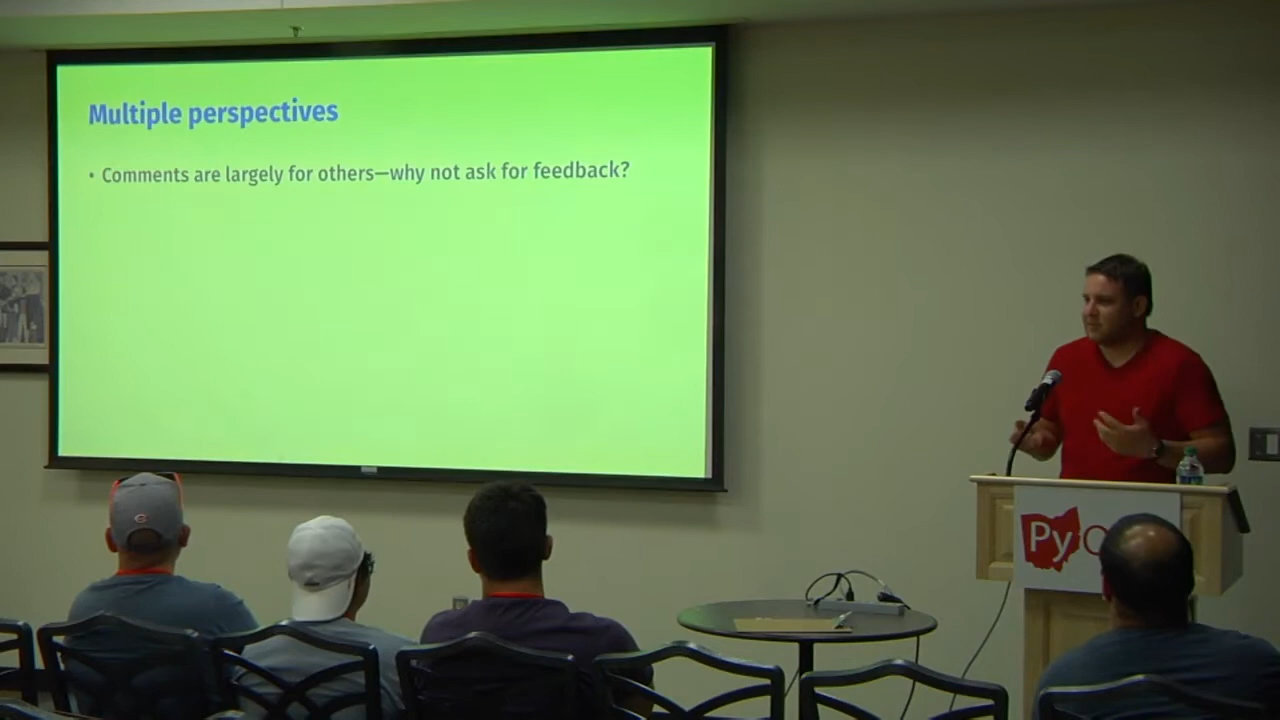 Multiple perspectives
• Comments are largely for others—why not ask for feedback?
Py